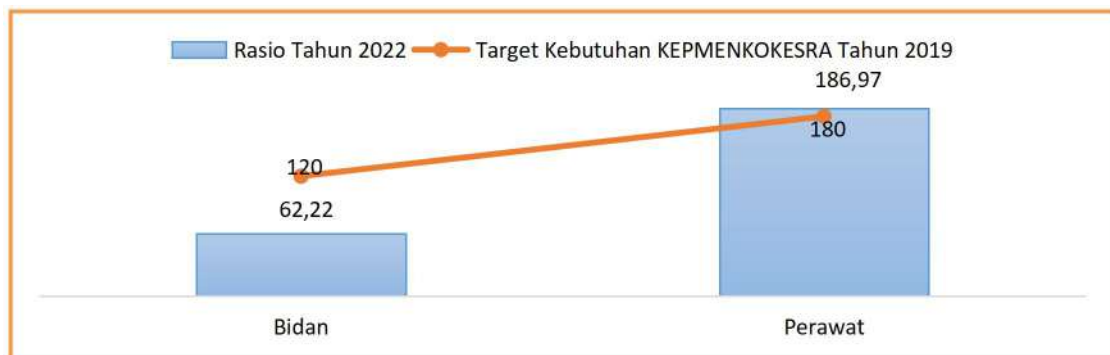 Rasio Tahun 2022 Target Kebutuhan KEPMENKOKESRA Tahun 2019
186,97
180
120
62,22
Bidan Perawat